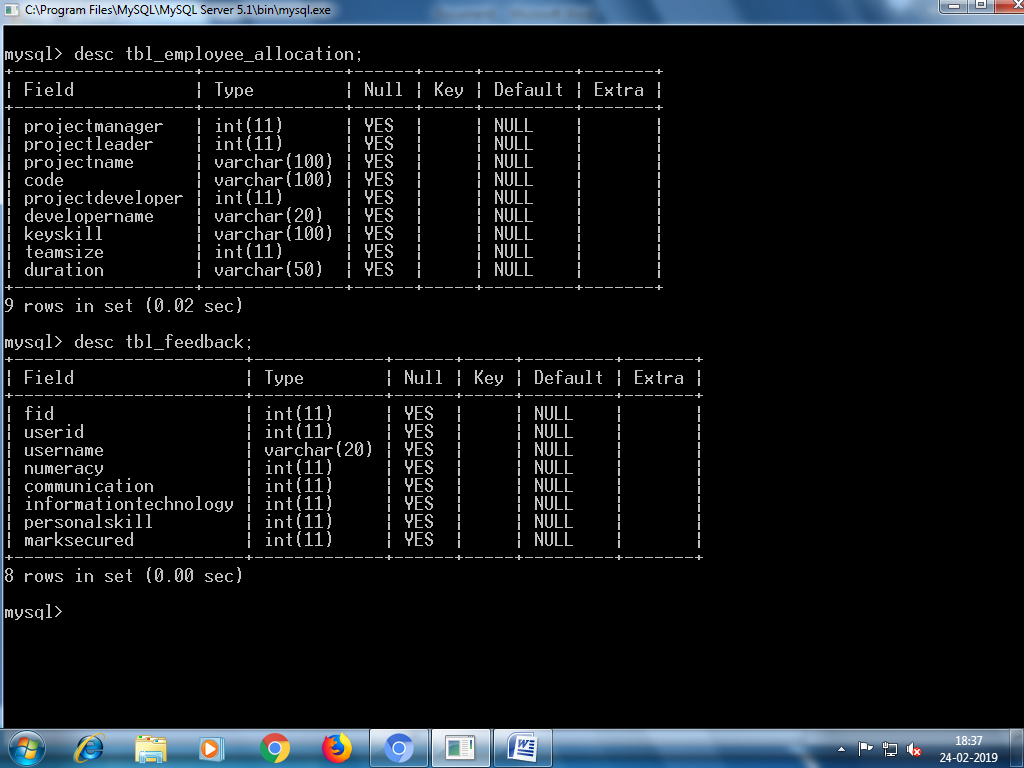 C:\Program Files\MySQL\MySQL Server 5.1\bin\mysql.exe
mysql> desc tbl_employee_allocation;
+------------------+--------------+------+-----+---------+-------+
| Field            | Type         | Null | Key | Default | Extra |
+------------------+--------------+------+-----+---------+-------+
| projectmanager   | int(11)      | YES  |     | NULL    |       |
| projectleader    | int(11)      | YES  |     | NULL    |       |
| projectname      | varchar(100) | YES  |     | NULL    |       |
| code             | varchar(100) | YES  |     | NULL    |       |
| projectdeveloper | int(11)      | YES  |     | NULL    |       |
| developername    | varchar(20)  | YES  |     | NULL    |       |
| keyskill         | varchar(100) | YES  |     | NULL    |       |
| teamsize         | int(11)      | YES  |     | NULL    |       |
| duration         | varchar(50)  | YES  |     | NULL    |       |
+------------------+--------------+------+-----+---------+-------+
9 rows in set (0.02 sec)
mysql> desc tbl_feedback;
+-----------------------+-------------+------+-----+---------+-------+
| Field                 | Type        | Null | Key | Default | Extra |
+-----------------------+-------------+------+-----+---------+-------+
| fid                   | int(11)     | YES  |     | NULL    |       |
| userid                | int(11)     | YES  |     | NULL    |       |
| username              | varchar(20) | YES  |     | NULL    |       |
| numeracy              | int(11)     | YES  |     | NULL    |       |
| communication         | int(11)     | YES  |     | NULL    |       |
| informationtechnology | int(11)     | YES  |     | NULL    |       |
| personalskill         | int(11)     | YES  |     | NULL    |       |
| marksecured           | int(11)     | YES  |     | NULL    |       |
+-----------------------+-------------+------+-----+---------+-------+
8 rows in set (0.00 sec)
mysql>
18:37
24-02-2019